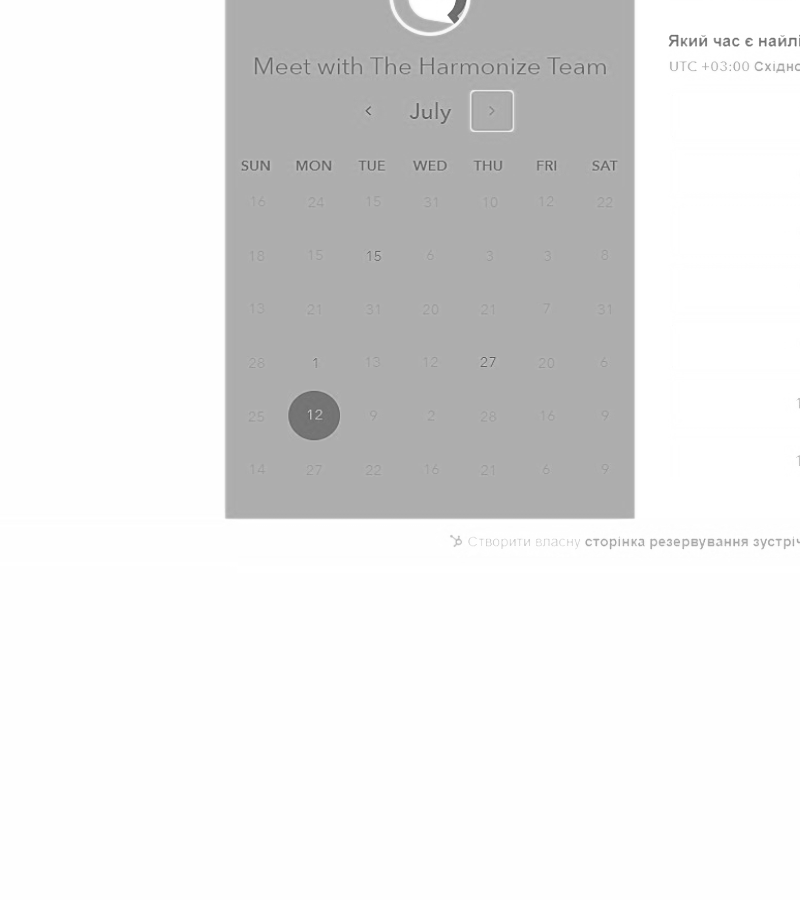 Meet with The Harmonize Team
July
SUN MON TUE WED THU FRI SAT
16 24 15 31 10 12 22
18 15 15 6 3 3 8
13 21 31 20 21 7 31
28 1 13 12 27 20 6
25 12 9 2 28 16 9
14 27 22 16 21 6 9
Який час є найлі
UTC +03:00 Східно
1
1
Створити власну сторінка резервування зустріч